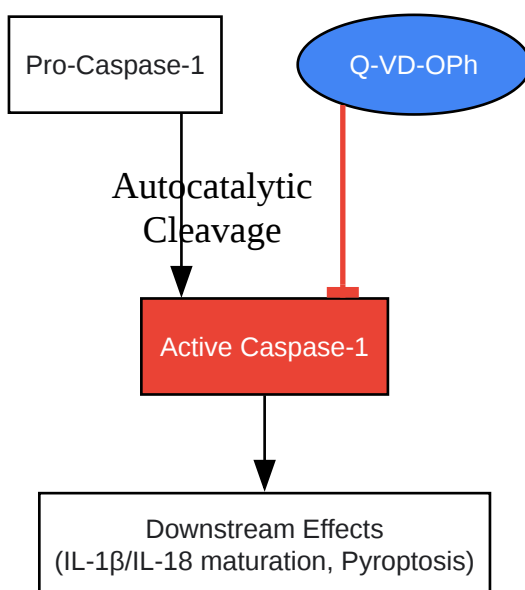 Pro-Caspase-1
Q-VD-OPh
Autocatalytic
Cleavage
Active Caspase-1
Downstream Effects
(IL-1β/IL-18 maturation, Pyroptosis)